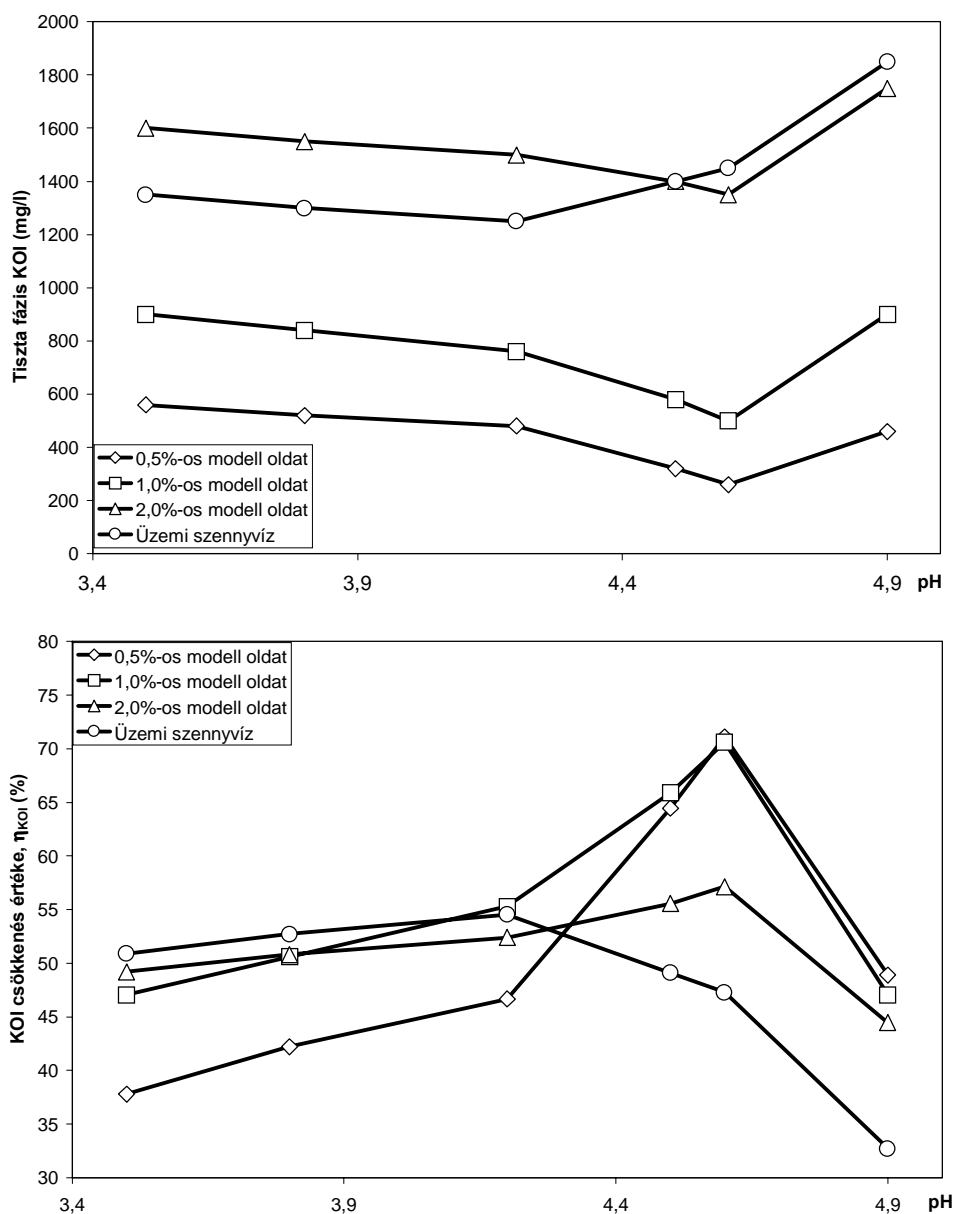 2000
1800
1600
1400
1200
1000
800
600
400
200
0
Tiszta fázis KOI (mg/l)
0,5%-os modell oldat
1,0%-os modell oldat
2,0%-os modell oldat
Üzemi szennyvíz
3,4
3,9
4,4
4,9
pH
80
75
70
65
60
55
50
45
40
35
30
KOI csökkenés értéke, ηKOI (%)
0,5%-os modell oldat
1,0%-os modell oldat
2,0%-os modell oldat
Üzemi szennyvíz
3,4
3,9
4,4
4,9
pH